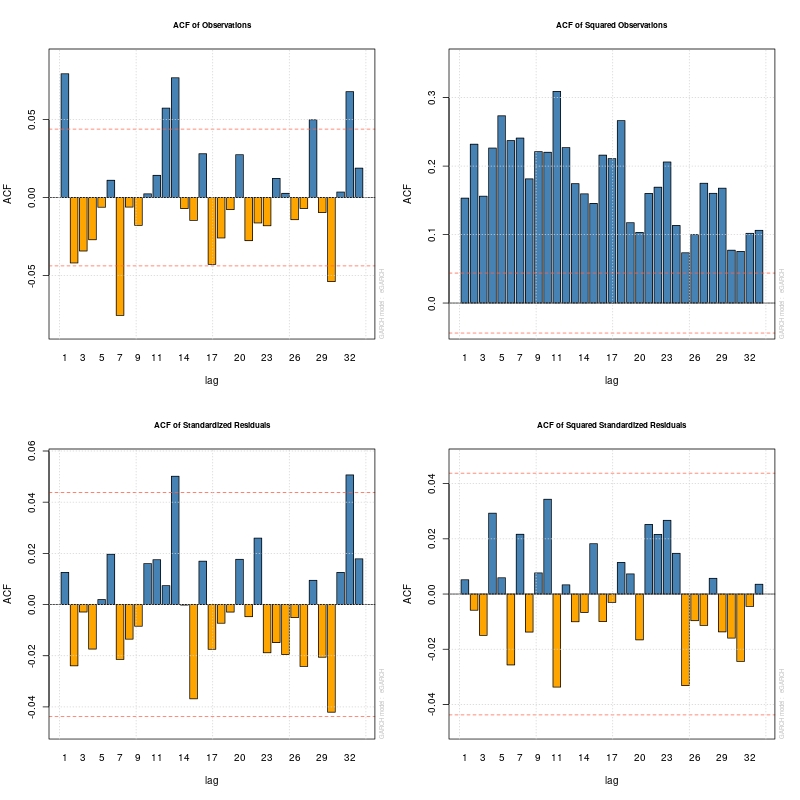 ACF of Observations
ACF
0.05
0.00
-0.05
1 3 5 7 9 11 14 17 20 23 26 29 32
lag
GARCH model : eGARCH
ACF of Squared Observations
ACF
0.3
0.2
0.1
0.0
1 3 5 7 9 11 14 17 20 23 26 29 32
lag
GARCH model : eGARCH
ACF of Standardized Residuals
ACF
0.06
0.04
0.02
0.00
-0.02
-0.04
1 3 5 7 9 11 14 17 20 23 26 29 32
lag
GARCH model : eGARCH
ACF of Squared Standardized Residuals
ACF
0.04
0.02
0.00
-0.02
-0.04
1 3 5 7 9 11 14 17 20 23 26 29 32
lag
GARCH model : eGARCH